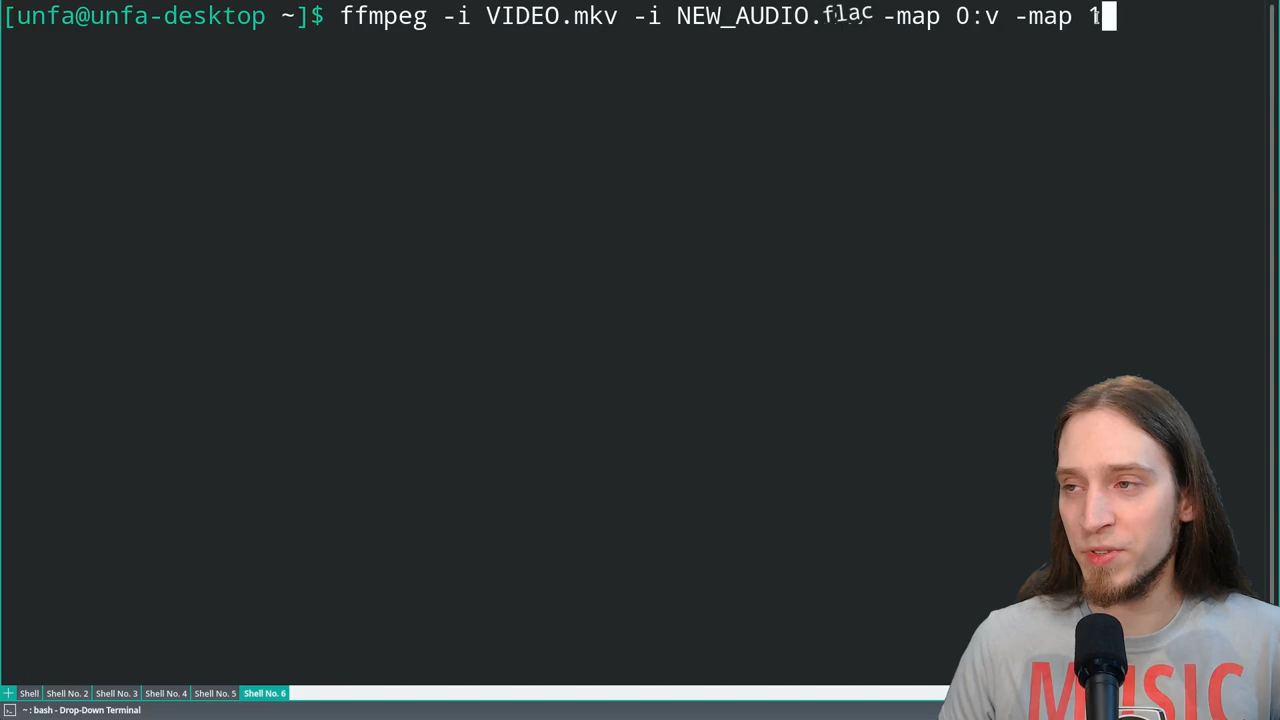 [unfa@unfa-desktop ~]$ ffmpeg -i VIDEO.mkv -i NEW_AUDIO.flac -map 0:v -map 1
MUSIC
Shell
Shell No. 2
Shell No. 3
Shell No. 4
Shell No. 5
Shell No. 6
~ : bash - Drop-Down Terminal